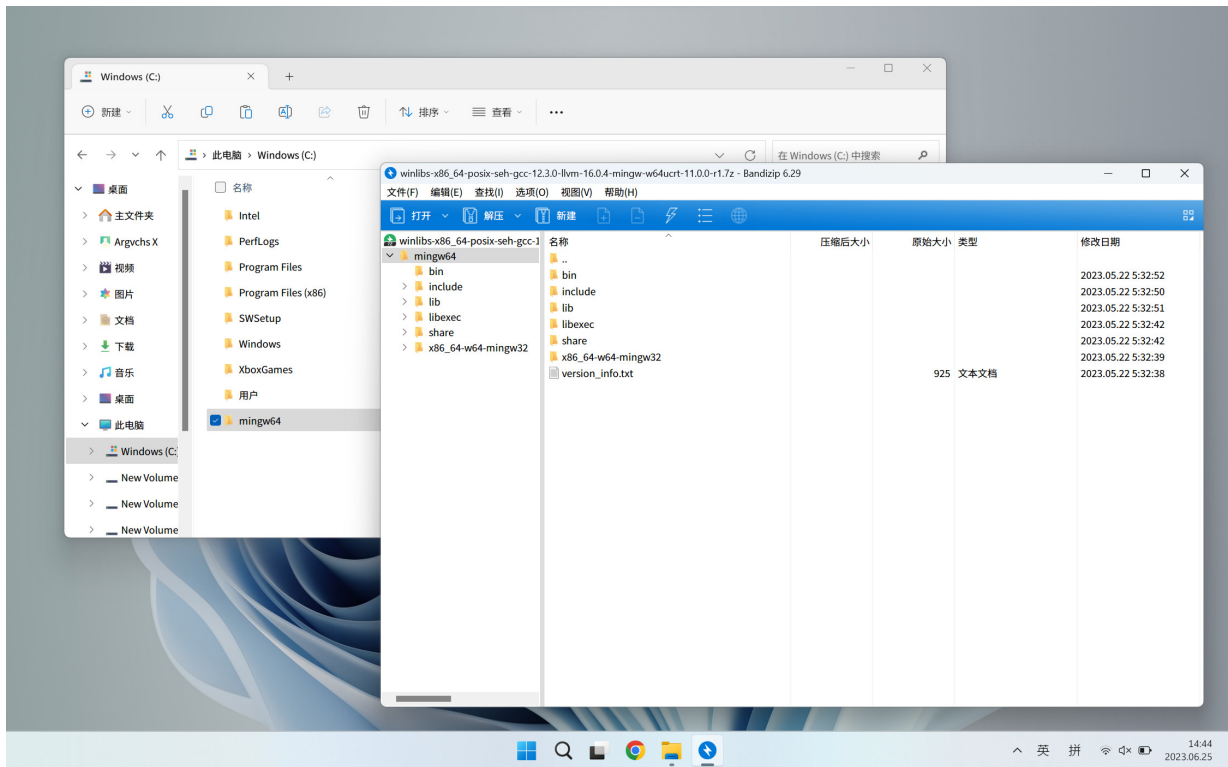 Windows (C:)
新建
排序
查看
此电脑 > Windows (C:)
在 Windows (C:) 中搜索
桌面
主文件夹
Argvchs X
视频
图片
文档
下载
音乐
桌面
此电脑
Windows (C:
New Volume
New Volume
New Volume
名称
Intel
PerfLogs
Program Files
Program Files (x86)
SWSetup
Windows
XboxGames
用户
mingw64
winlibs-x86_64-posix-seh-gcc-12.3.0-llvm-16.0.4-mingw-w64ucrt-11.0.0-r1.7z - Bandizip 6.29
文件(F) 编辑(E) 查找(I) 选项(O) 视图(V) 帮助(H)
打开 解压 新建
winlibs-x86_64-posix-seh-gcc-1
mingw64
bin
include
lib
libexec
share
x86_64-w64-mingw32
名称 压缩后大小 原始大小 类型 修改日期
..
bin 2023.05.22 5:32:52
include 2023.05.22 5:32:50
lib 2023.05.22 5:32:51
libexec 2023.05.22 5:32:42
share 2023.05.22 5:32:42
x86_64-w64-mingw32 2023.05.22 5:32:39
version_info.txt 925 文本文档 2023.05.22 5:32:38
英 拼
14:44
2023.06.25